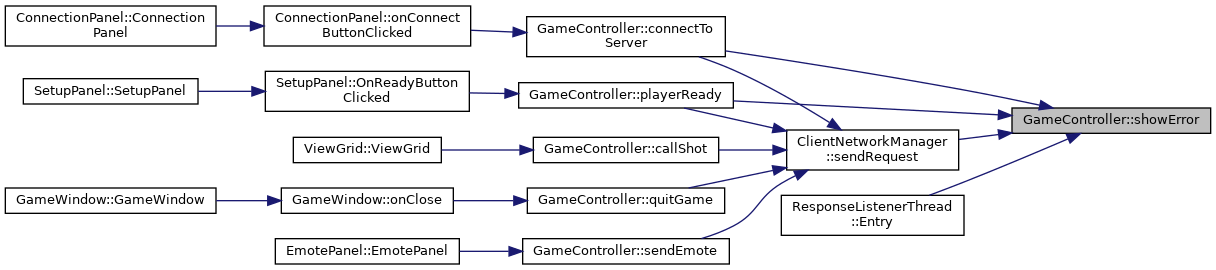 ConnectionPanel::Connection
Panel
ConnectionPanel::onConnect
ButtonClicked
GameController::connectTo
Server
SetupPanel::SetupPanel
SetupPanel::OnReadyButton
Clicked
GameController::playerReady
GameController::showError
ViewGrid::ViewGrid
GameController::callShot
ClientNetworkManager
::sendRequest
GameWindow::GameWindow
GameWindow::onClose
GameController::quitGame
ResponseListenerThread
::Entry
EmotePanel::EmotePanel
GameController::sendEmote